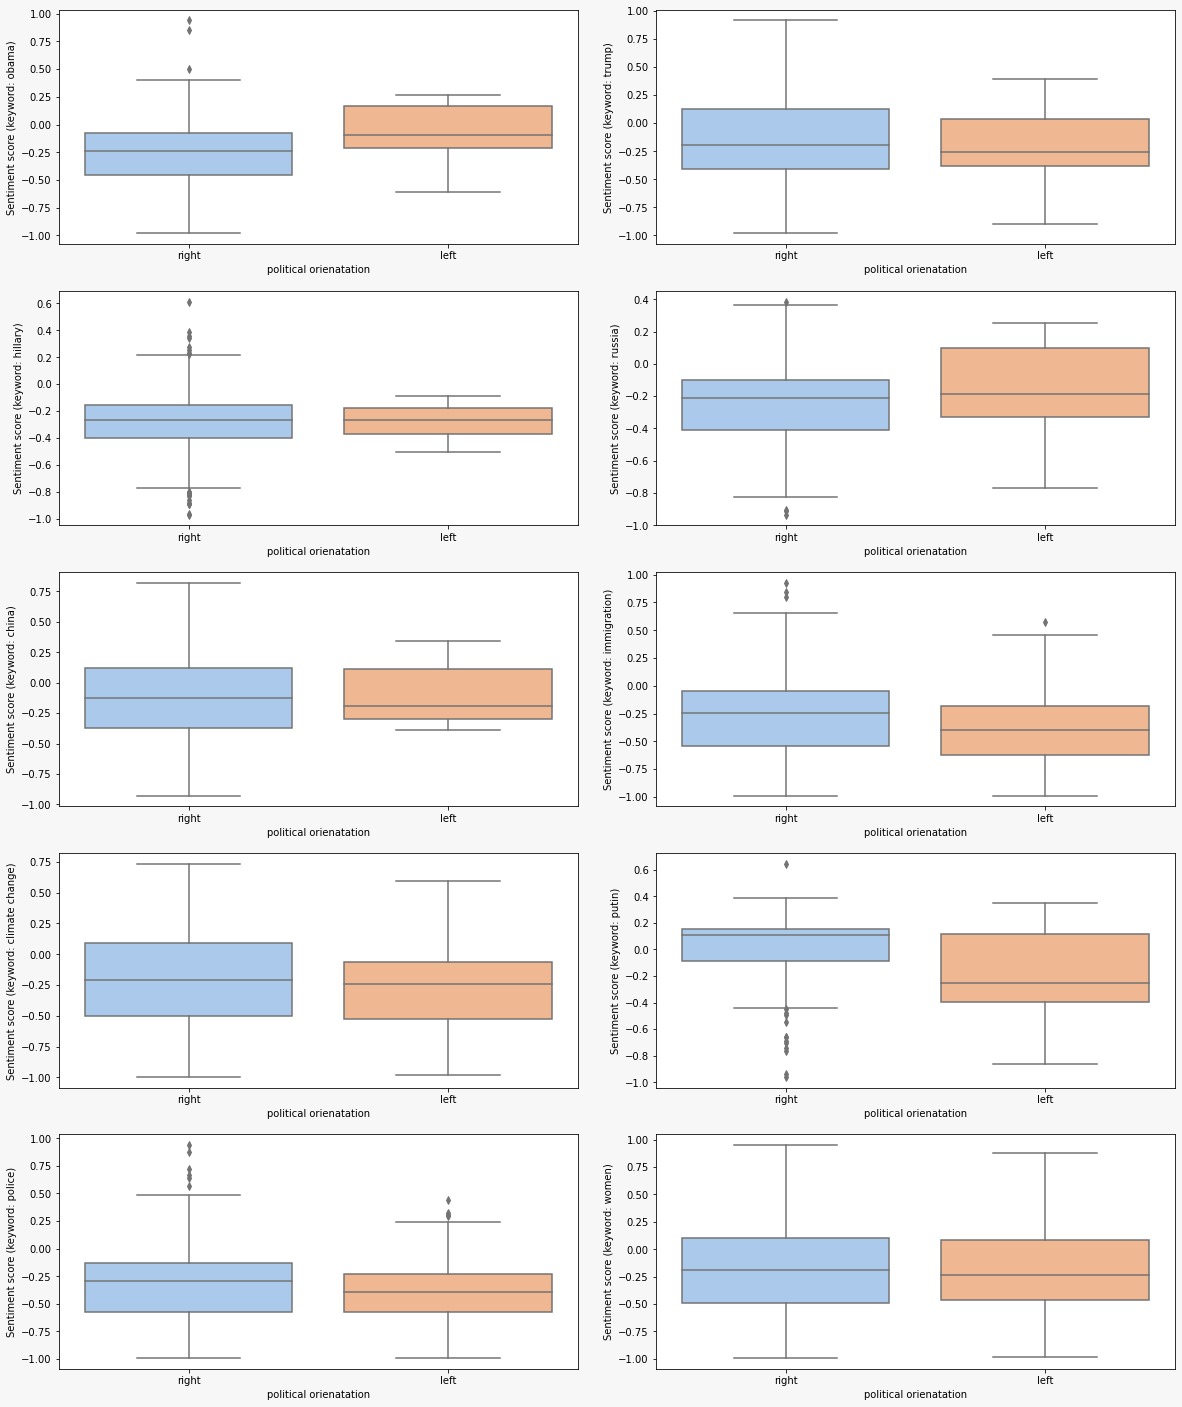 1.00
0.75
0.50
0.25
0.00
−0.25
−0.50
−0.75
−1.00
Sentiment score (keyword: obama)
right left
political orienatation
1.00
0.75
0.50
0.25
0.00
−0.25
−0.50
−0.75
−1.00
Sentiment score (keyword: trump)
right left
political orienatation
0.6
0.4
0.2
0.0
−0.2
−0.4
−0.6
−0.8
−1.0
Sentiment score (keyword: hillary)
right left
political orienatation
0.4
0.2
0.0
−0.2
−0.4
−0.6
−0.8
−1.0
Sentiment score (keyword: russia)
right left
political orienatation
0.75
0.50
0.25
0.00
−0.25
−0.50
−0.75
−1.00
Sentiment score (keyword: china)
right left
political orienatation
1.00
0.75
0.50
0.25
0.00
−0.25
−0.50
−0.75
−1.00
Sentiment score (keyword: immigration)
right left
political orienatation
0.75
0.50
0.25
0.00
−0.25
−0.50
−0.75
−1.00
Sentiment score (keyword: climate change)
right left
political orienatation
0.6
0.4
0.2
0.0
−0.2
−0.4
−0.6
−0.8
−1.0
Sentiment score (keyword: putin)
right left
political orienatation
1.00
0.75
0.50
0.25
0.00
−0.25
−0.50
−0.75
−1.00
Sentiment score (keyword: police)
right left
political orienatation
1.00
0.75
0.50
0.25
0.00
−0.25
−0.50
−0.75
−1.00
Sentiment score (keyword: women)
right left
political orienatation